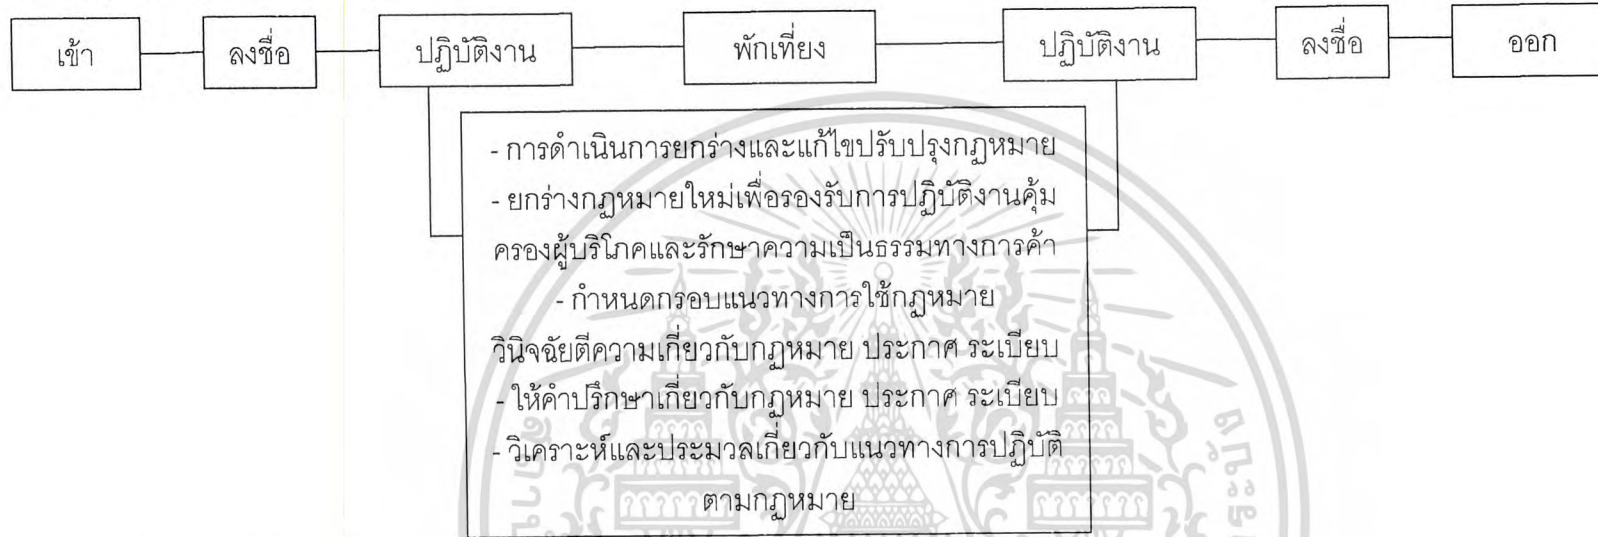 เข้า ลงชื่อ ปฏิบัติงาน พักเที่ยง ปฏิบัติงาน ลงชื่อ ออก
- การดำเนินการยกร่างและแก้ไขปรับปรุงกฎหมาย
- ยกร่างกฎหมายใหม่เพื่อรองรับการปฏิบัติงานคุ้ม
ครองผู้บริโภคและรักษาความเป็นธรรมทางการค้า
- กำหนดกรอบแนวทางการใช้กฎหมาย
วินิจฉัยตีความเกี่ยวกับกฎหมาย ประกาศ ระเบียบ
- ให้คำปรึกษาเกี่ยวกับกฎหมาย ประกาศ ระเบียบ
- วิเคราะห์และประมวลเกี่ยวกับแนวทางการปฏิบัติ
ตามกฎหมาย